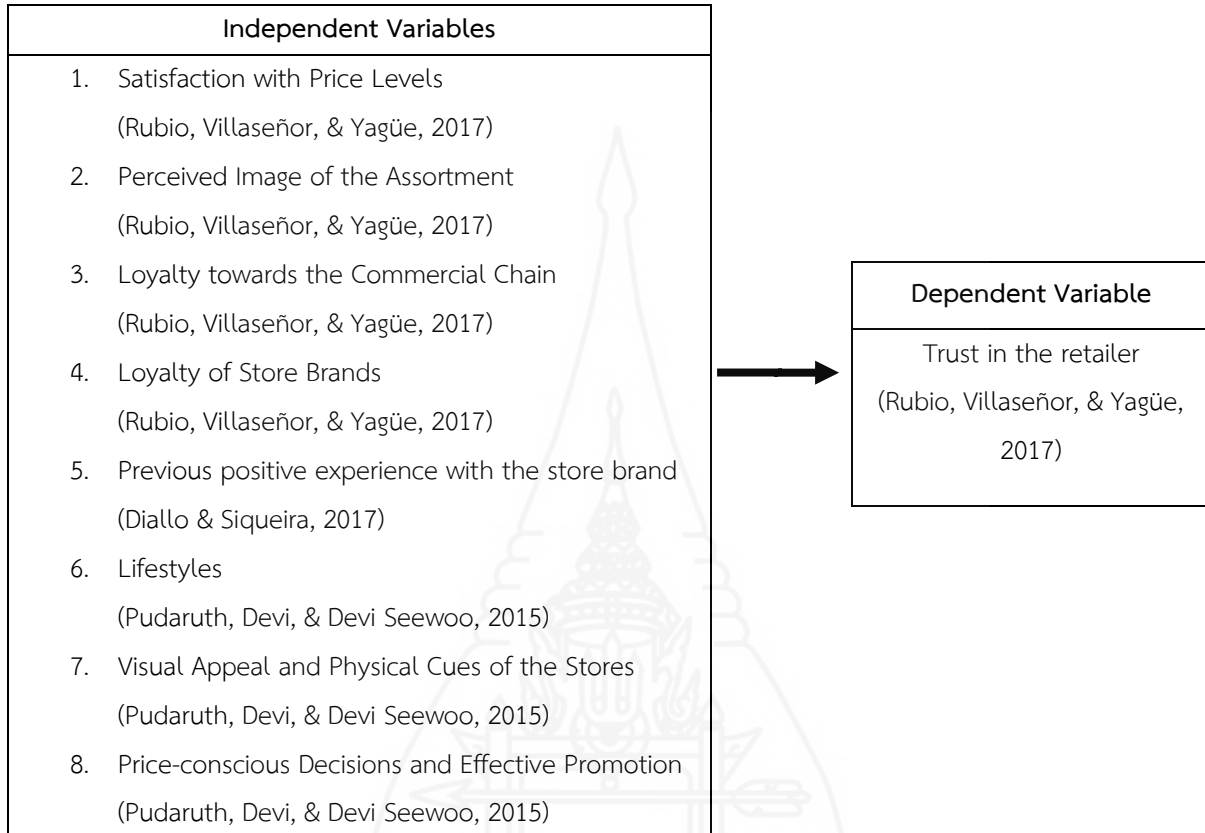 Independent Variables
1. Satisfaction with Price Levels
(Rubio, Villaseñor, & Yagüe, 2017)
2. Perceived Image of the Assortment
(Rubio, Villaseñor, & Yagüe, 2017)
3. Loyalty towards the Commercial Chain
(Rubio, Villaseñor, & Yagüe, 2017)
4. Loyalty of Store Brands
(Rubio, Villaseñor, & Yagüe, 2017)
5. Previous positive experience with the store brand
(Diallo & Siqueira, 2017)
6. Lifestyles
(Pudaruth, Devi, & Devi Seewoo, 2015)
7. Visual Appeal and Physical Cues of the Stores
(Pudaruth, Devi, & Devi Seewoo, 2015)
8. Price-conscious Decisions and Effective Promotion
(Pudaruth, Devi, & Devi Seewoo, 2015)
Dependent Variable
Trust in the retailer
(Rubio, Villaseñor, & Yagüe,
2017)